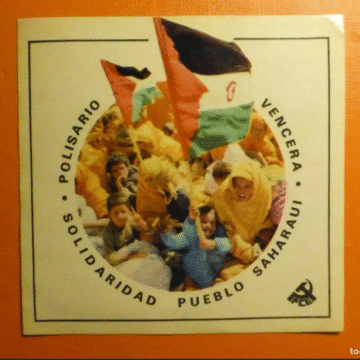 POLISARIO VENCERA
SOLIDARIDAD PUEBLO SAHARAUI